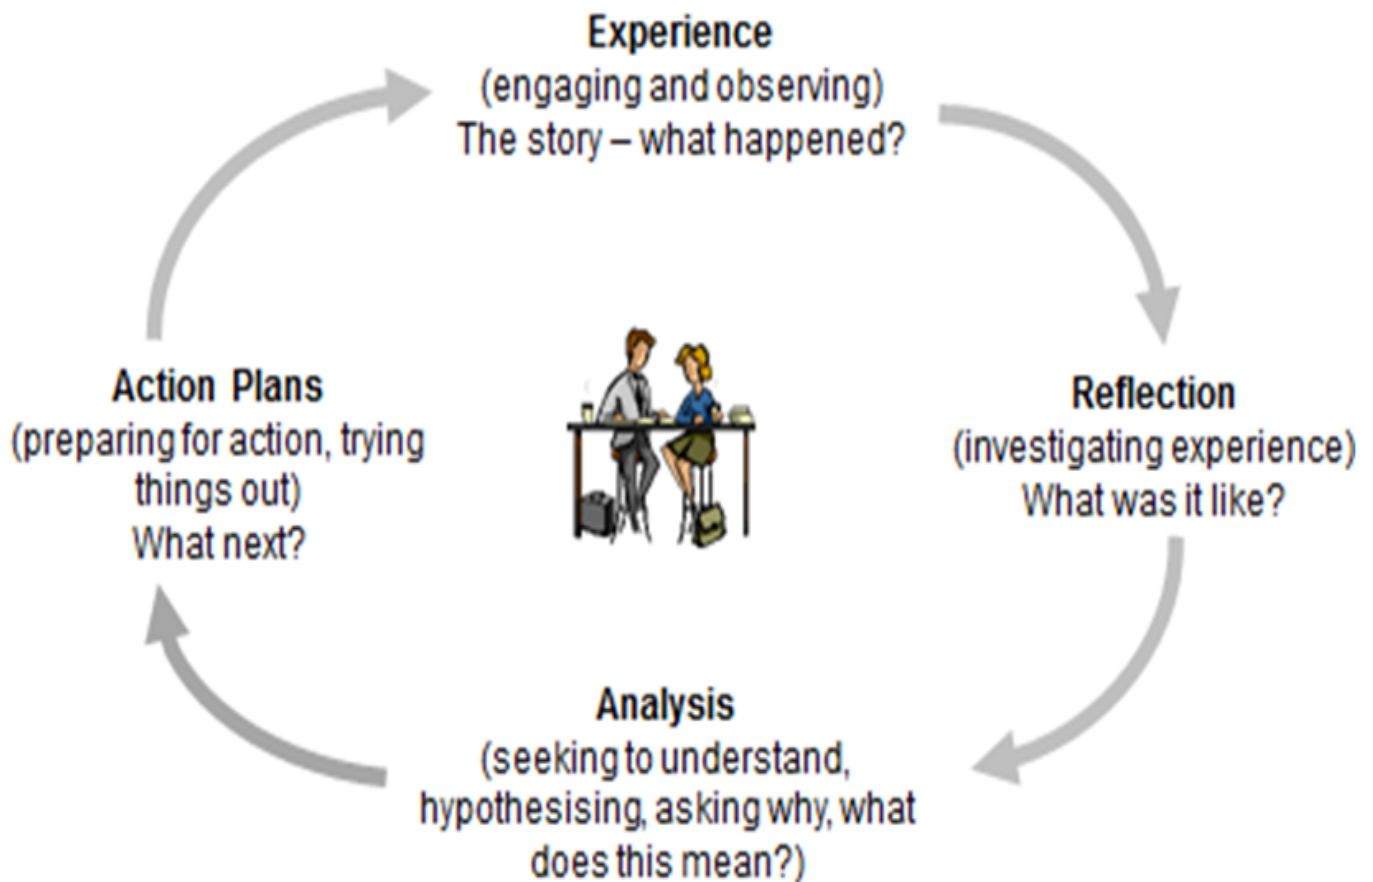 Experience
(engaging and observing)
The story – what happened?
Action Plans
(preparing for action, trying
things out)
What next?
Reflection
(investigating experience)
What was it like?
Analysis
(seeking to understand,
hypothesising, asking why, what
does this mean?)